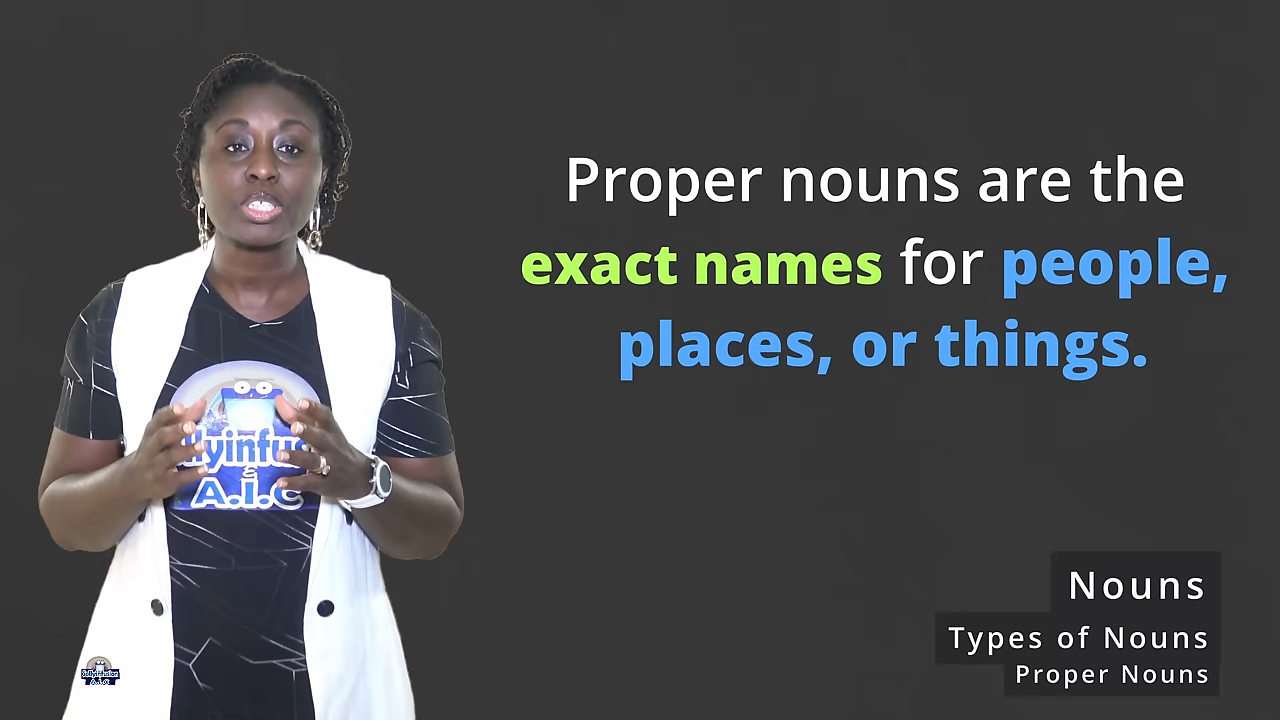 Proper nouns are the
exact names for people,
places, or things.
A.I.C
Nouns
Types of Nouns
Proper Nouns